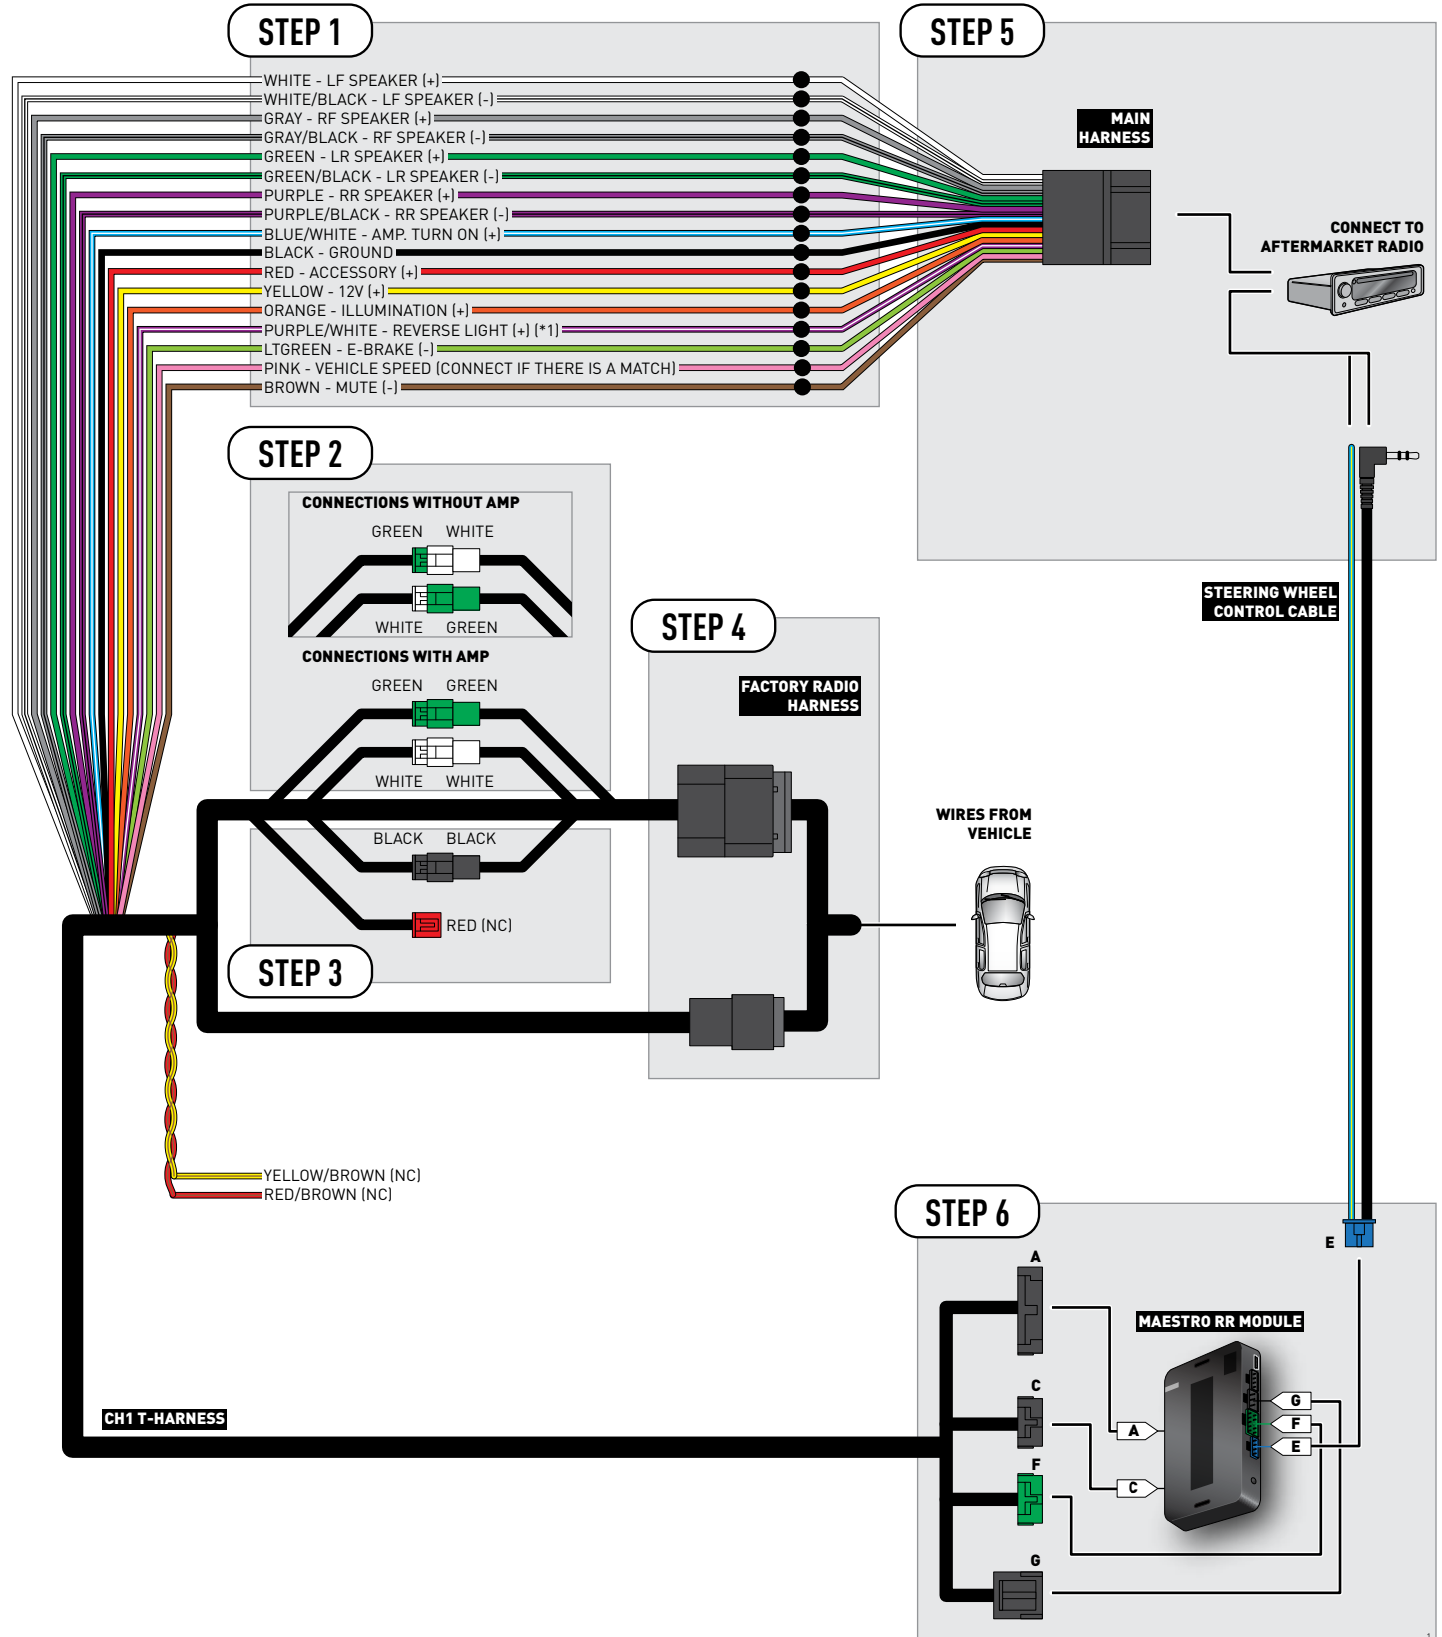 STEP 1
WHITE - LF SPEAKER (+)
WHITE/BLACK - LF SPEAKER (-)
GRAY - RF SPEAKER (+)
GRAY/BLACK - RF SPEAKER (-)
GREEN - LR SPEAKER (+)
GREEN/BLACK - LR SPEAKER (-)
PURPLE - RR SPEAKER (+)
PURPLE/BLACK - RR SPEAKER (-)
BLUE/WHITE - AMP. TURN ON (+)
BLACK - GROUND
RED - ACCESSORY (+)
YELLOW - 12V (+)
ORANGE - ILLUMINATION (+)
PURPLE/WHITE - REVERSE LIGHT (+) (*1)
LTGREEN - E-BRAKE (-)
PINK - VEHICLE SPEED (CONNECT IF THERE IS A MATCH)
BROWN - MUTE (-)
STEP 5
MAIN
HARNESS
CONNECT TO
AFTERMARKET RADIO
STEP 2
CONNECTIONS WITHOUT AMP
GREEN WHITE
WHITE GREEN
CONNECTIONS WITH AMP
GREEN GREEN
WHITE WHITE
BLACK BLACK
RED (NC)
STEP 3
STEP 4
FACTORY RADIO
HARNESS
WIRES FROM
VEHICLE
STEERING WHEEL
CONTROL CABLE
YELLOW/BROWN (NC)
RED/BROWN (NC)
CH1 T-HARNESS
STEP 6
E
A
MAESTRO RR MODULE
C
G
F
A
E
F
C
G
1